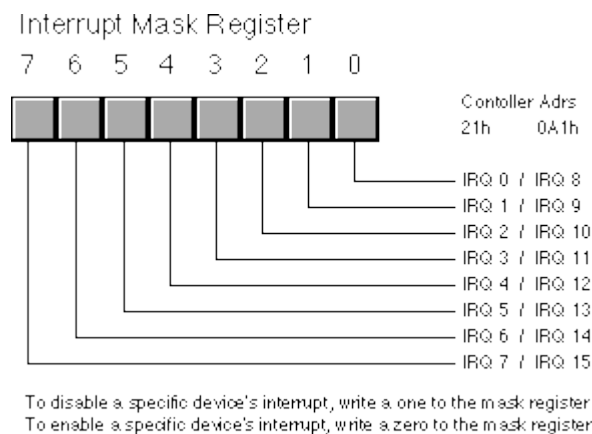 Interrupt Mask Register
7 6 5 4 3 2 1 0
Contoller Adrs
21h 0A1h
IRQ 0 / IRQ 8
IRQ 1 / IRQ 9
IRQ 2 / IRQ 10
IRQ 3 / IRQ 11
IRQ 4 / IRQ 12
IRQ 5 / IRQ 13
IRQ 6 / IRQ 14
IRQ 7 / IRQ 15
To disable a specific device's interrupt, write a one to the mask register
To enable a specific device's interrupt, write a zero to the mask register